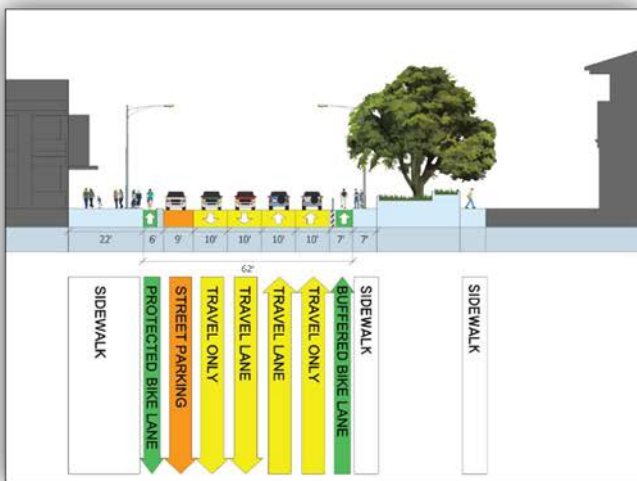 22' 6' 9' 10' 10' 10' 10' 7' 7'
62'
SIDEWALK
PROTECTED BIKE LANE
STREET PARKING
TRAVEL ONLY
TRAVEL LANE
TRAVEL LANE
TRAVEL ONLY
BUFFERED BIKE LANE
SIDEWALK
SIDEWALK